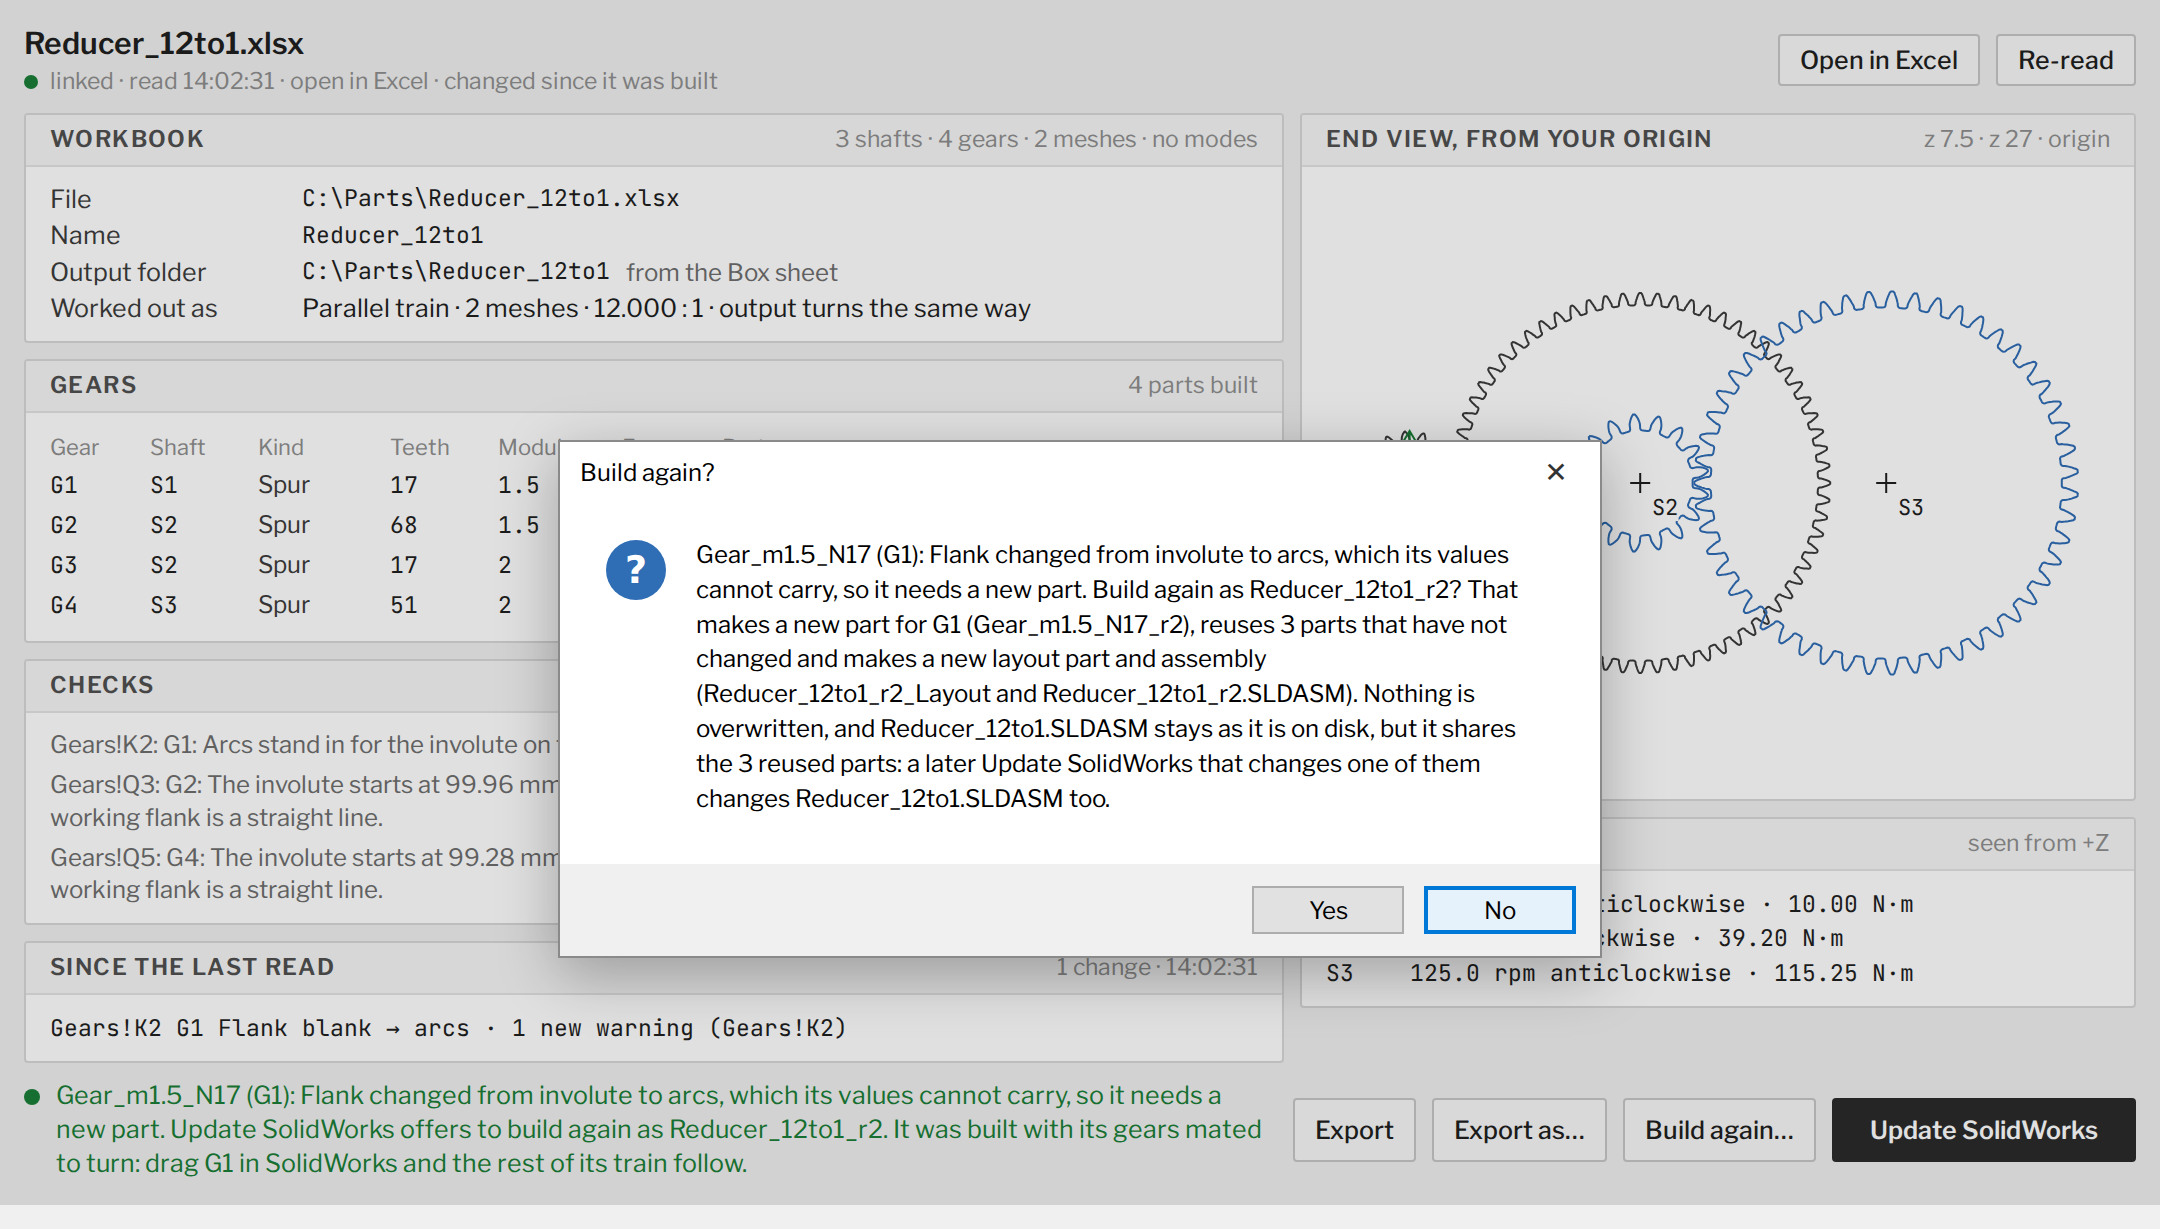 Reducer_12to1.xlsx
linked · read 14:02:31 · open in Excel · changed since it was built
Open in Excel
Re-read
WORKBOOK
3 shafts · 4 gears · 2 meshes · no modes
File C:\Parts\Reducer_12to1.xlsx
Name Reducer_12to1
Output folder C:\Parts\Reducer_12to1 from the Box sheet
Worked out as Parallel train · 2 meshes · 12.000 : 1 · output turns the same way
END VIEW, FROM YOUR ORIGIN
z 7.5 · z 27 · origin
S2
S3
GEARS
4 parts built
Gear Shaft Kind Teeth
G1 S1 Spur 17 1.5
G2 S2 Spur 68 1.5
G3 S2 Spur 17 2
G4 S3 Spur 51 2
CHECKS
Gears!K2: G1: Arcs stand in for the involute on
Gears!Q3: G2: The involute starts at 99.96 mm
working flank is a straight line.
Gears!Q5: G4: The involute starts at 99.28 mm
working flank is a straight line.
Build again?
Gear_m1.5_N17 (G1): Flank changed from involute to arcs, which its values
cannot carry, so it needs a new part. Build again as Reducer_12to1_r2? That
makes a new part for G1 (Gear_m1.5_N17_r2), reuses 3 parts that have not
changed and makes a new layout part and assembly
(Reducer_12to1_r2_Layout and Reducer_12to1_r2.SLDASM). Nothing is
overwritten, and Reducer_12to1.SLDASM stays as it is on disk, but it shares
the 3 reused parts: a later Update SolidWorks that changes one of them
changes Reducer_12to1.SLDASM too.
Yes
No
seen from +Z
· 10.00 N·m
· 39.20 N·m
S3 125.0 rpm anticlockwise · 115.25 N·m
SINCE THE LAST READ
1 change · 14:02:31
Gears!K2 G1 Flank blank → arcs · 1 new warning (Gears!K2)
Gear_m1.5_N17 (G1): Flank changed from involute to arcs, which its values cannot carry, so it needs a
new part. Update SolidWorks offers to build again as Reducer_12to1_r2. It was built with its gears mated
to turn: drag G1 in SolidWorks and the rest of its train follow.
Export
Export as...
Build again...
Update SolidWorks